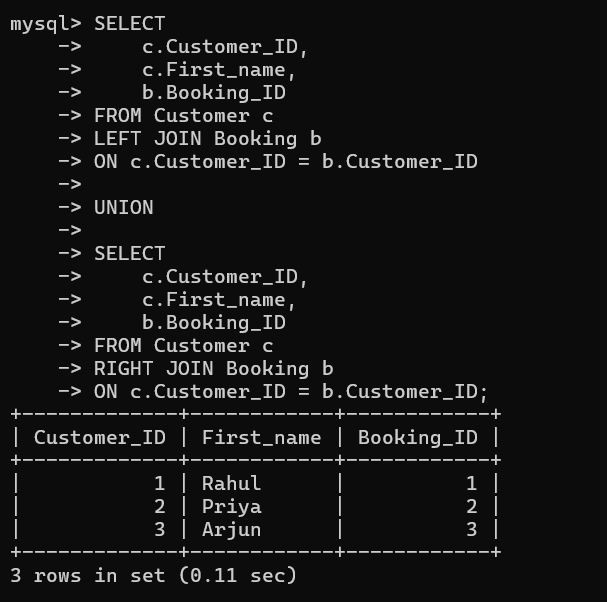 mysql> SELECT
    ->     c.Customer_ID,
    ->     c.First_name,
    ->     b.Booking_ID
    -> FROM Customer c
    -> LEFT JOIN Booking b
    -> ON c.Customer_ID = b.Customer_ID
    ->
    -> UNION
    ->
    -> SELECT
    ->     c.Customer_ID,
    ->     c.First_name,
    ->     b.Booking_ID
    -> FROM Customer c
    -> RIGHT JOIN Booking b
    -> ON c.Customer_ID = b.Customer_ID;
+-------------+------------+------------+
| Customer_ID | First_name | Booking_ID |
+-------------+------------+------------+
|           1 | Rahul      |          1 |
|           2 | Priya      |          2 |
|           3 | Arjun      |          3 |
+-------------+------------+------------+
3 rows in set (0.11 sec)